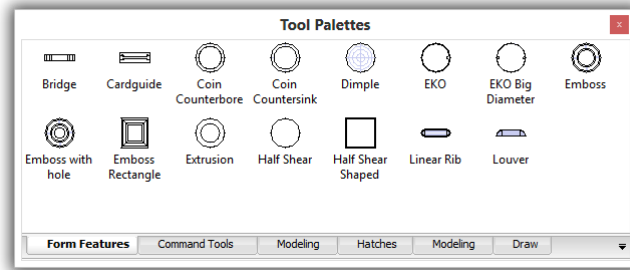 Tool Palettes
x
Bridge Cardguide Coin Coin Dimple EKO EKO Big Emboss
Counterbore Countersink Diameter
Emboss with Emboss Extrusion Half Shear Half Shear Linear Rib Louver
hole Rectangle Shaped
Form Features Command Tools Modeling Hatches Modeling Draw